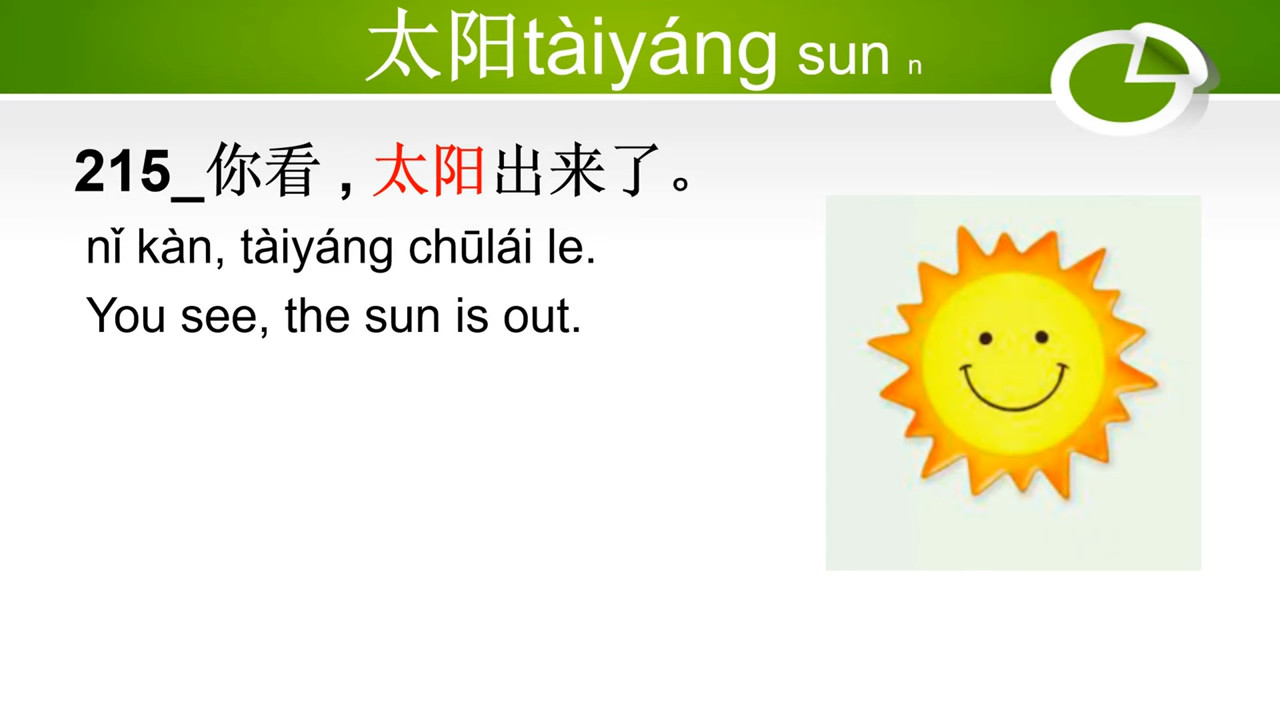 太阳tàiyáng sun n
215_你看，太阳出来了。
nǐ kàn, tàiyáng chūlái le.
You see, the sun is out.